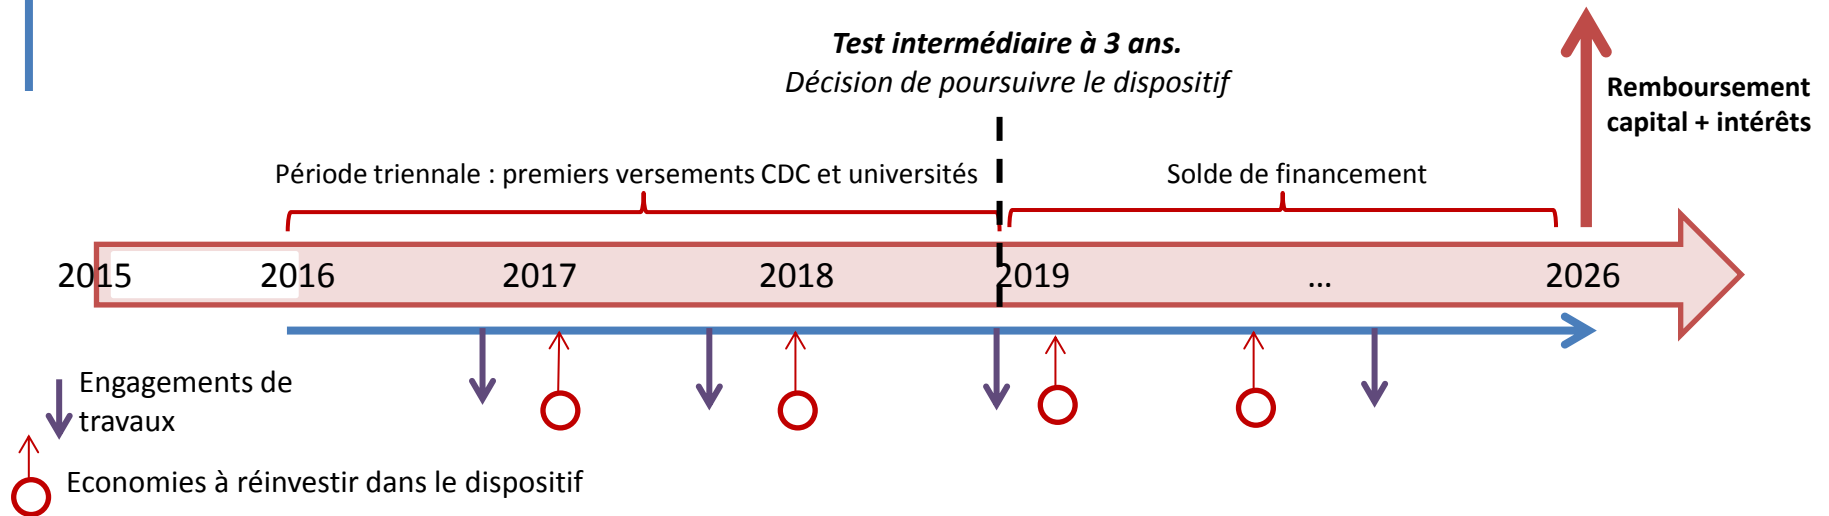 Test intermédiaire à 3 ans.
Décision de poursuivre le dispositif
Remboursement
capital + intérêts
Période triennale : premiers versements CDC et universités
Solde de financement
2015 2016 2017 2018 2019 ... 2026
Engagements de
travaux
Economies à réinvestir dans le dispositif